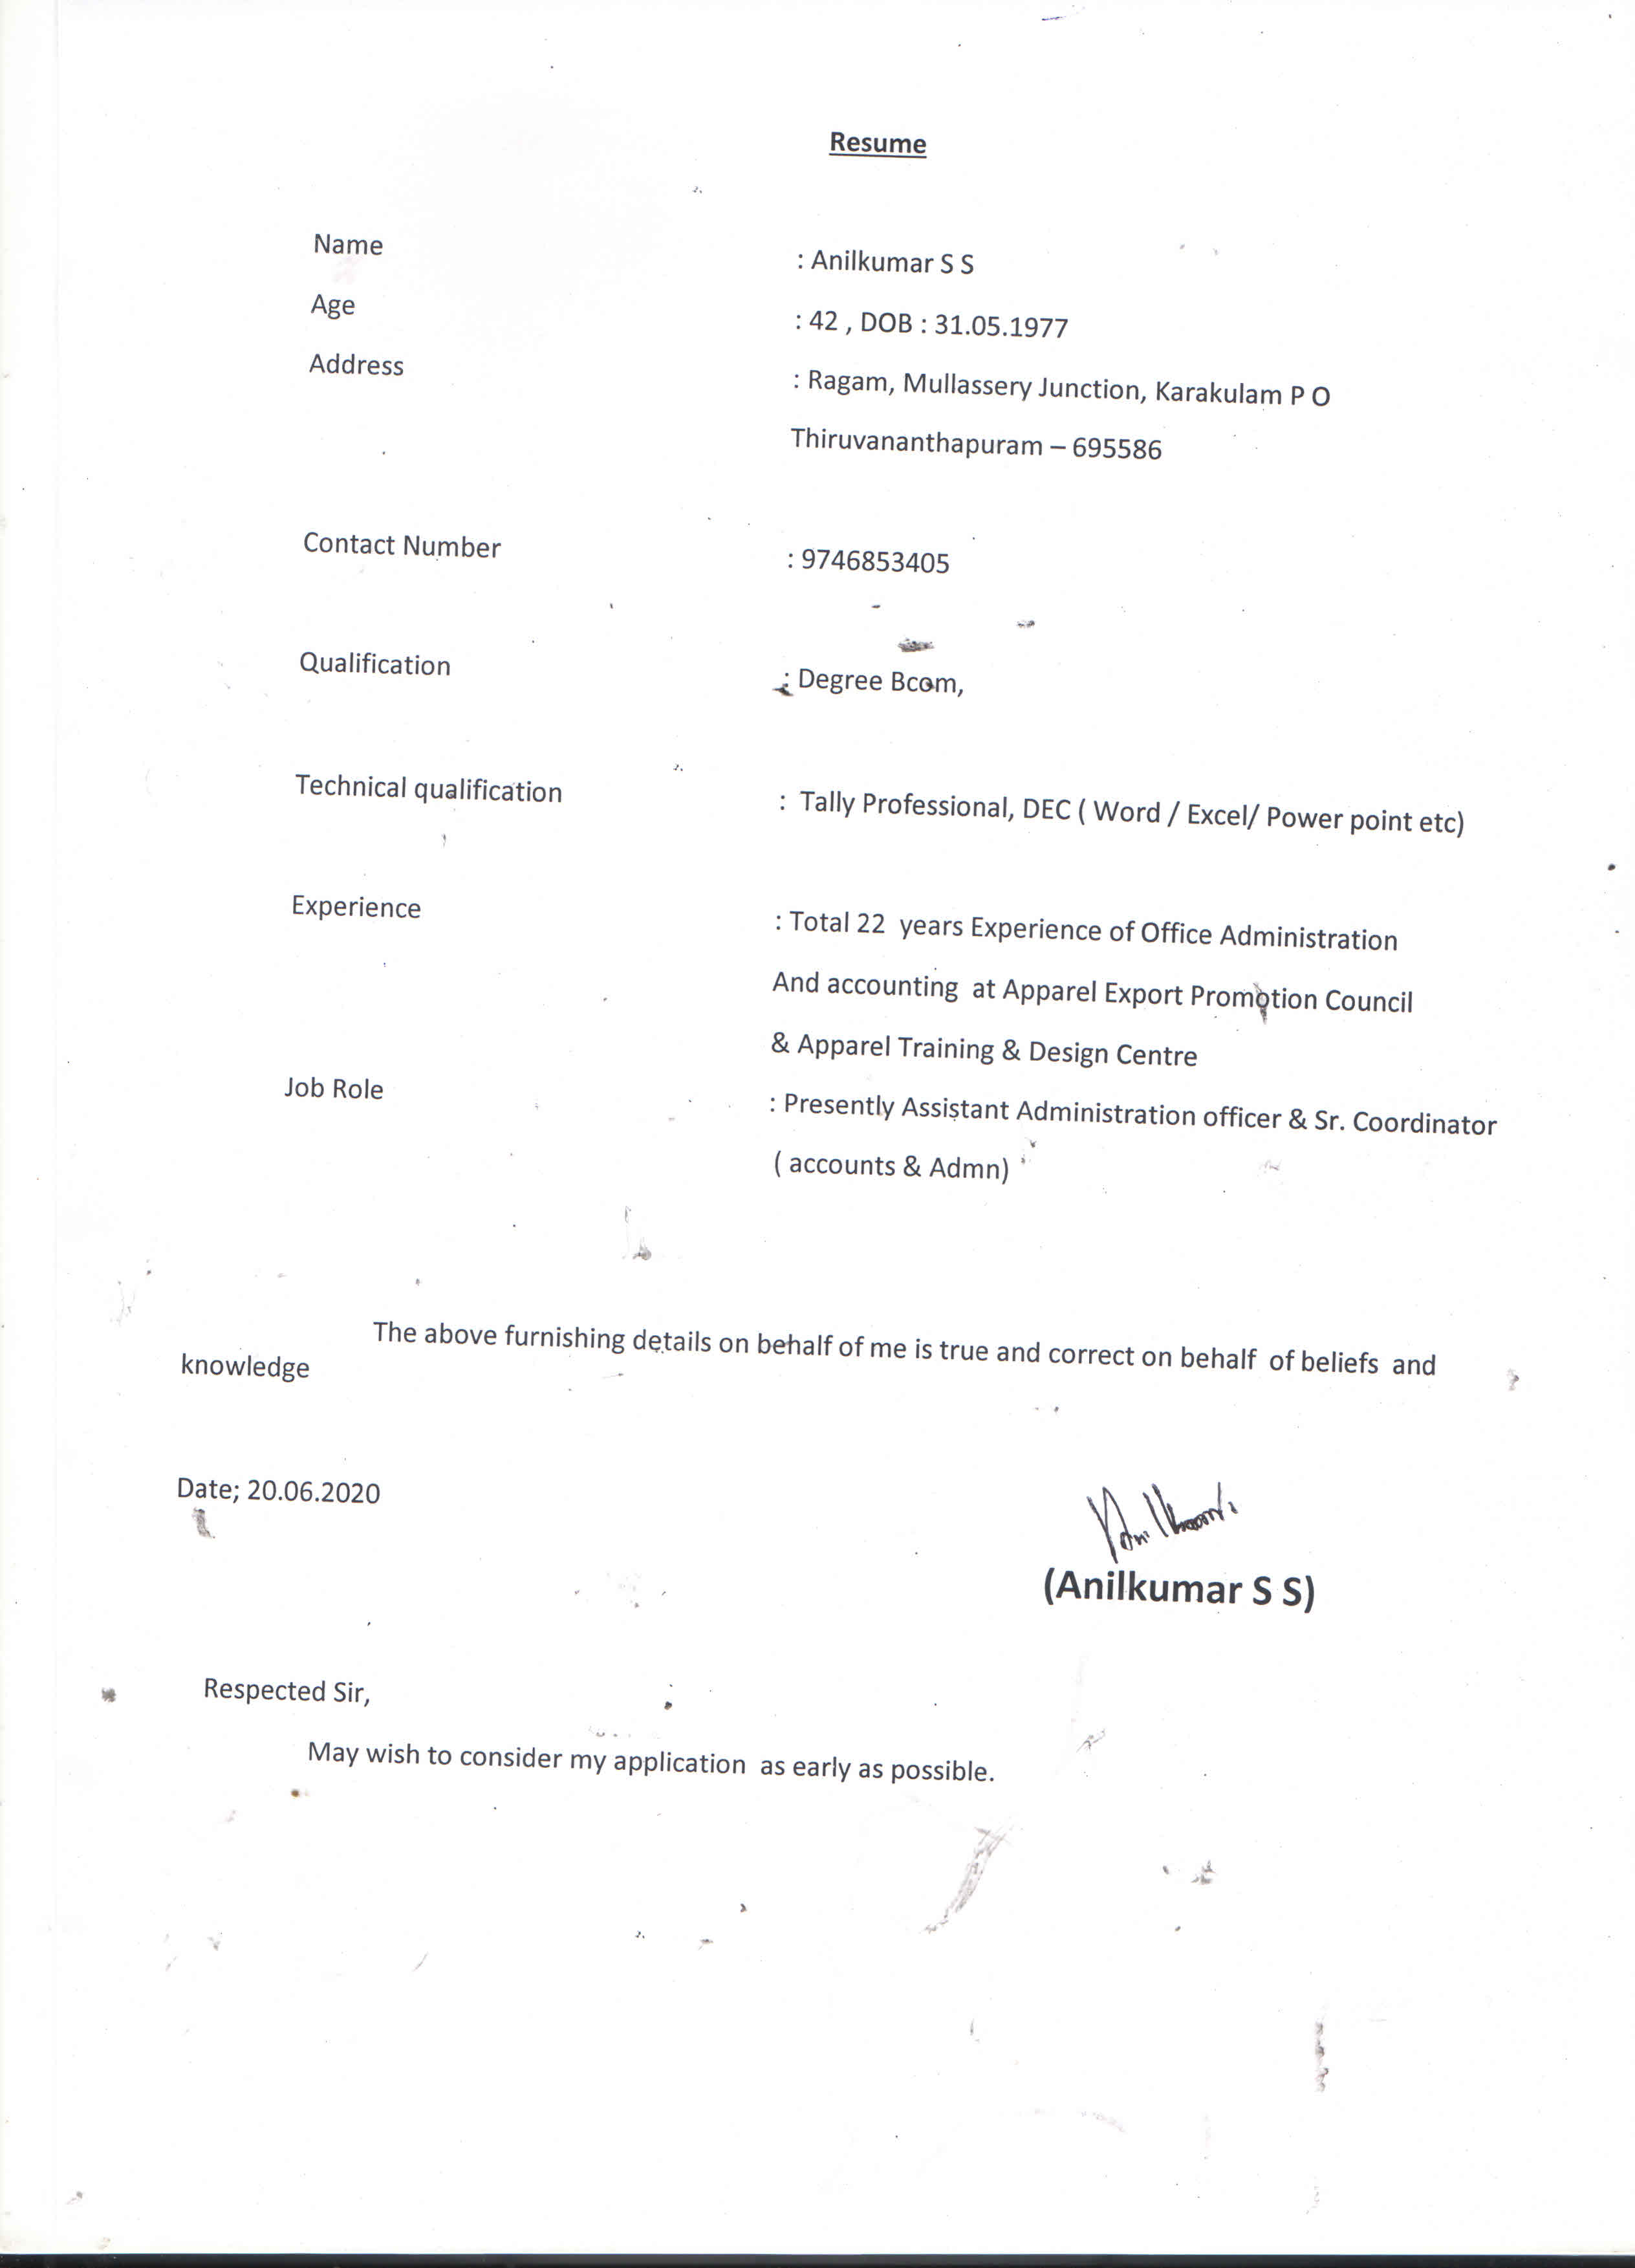 Resume
Name : Anilkumar S S
Age : 42 , DOB : 31.05.1977
Address : Ragam, Mullassery Junction, Karakulam P O
Thiruvananthapuram – 695586
Contact Number : 9746853405
Qualification : Degree Bcom,
Technical qualification : Tally Professional, DEC ( Word / Excel/ Power point etc)
Experience : Total 22 years Experience of Office Administration
And accounting at Apparel Export Promotion Council
& Apparel Training & Design Centre
Job Role : Presently Assistant Administration officer & Sr. Coordinator
( accounts & Admn)
The above furnishing details on behalf of me is true and correct on behalf of beliefs and
knowledge
Date; 20.06.2020
(Anilkumar S S)
Respected Sir,
May wish to consider my application as early as possible.